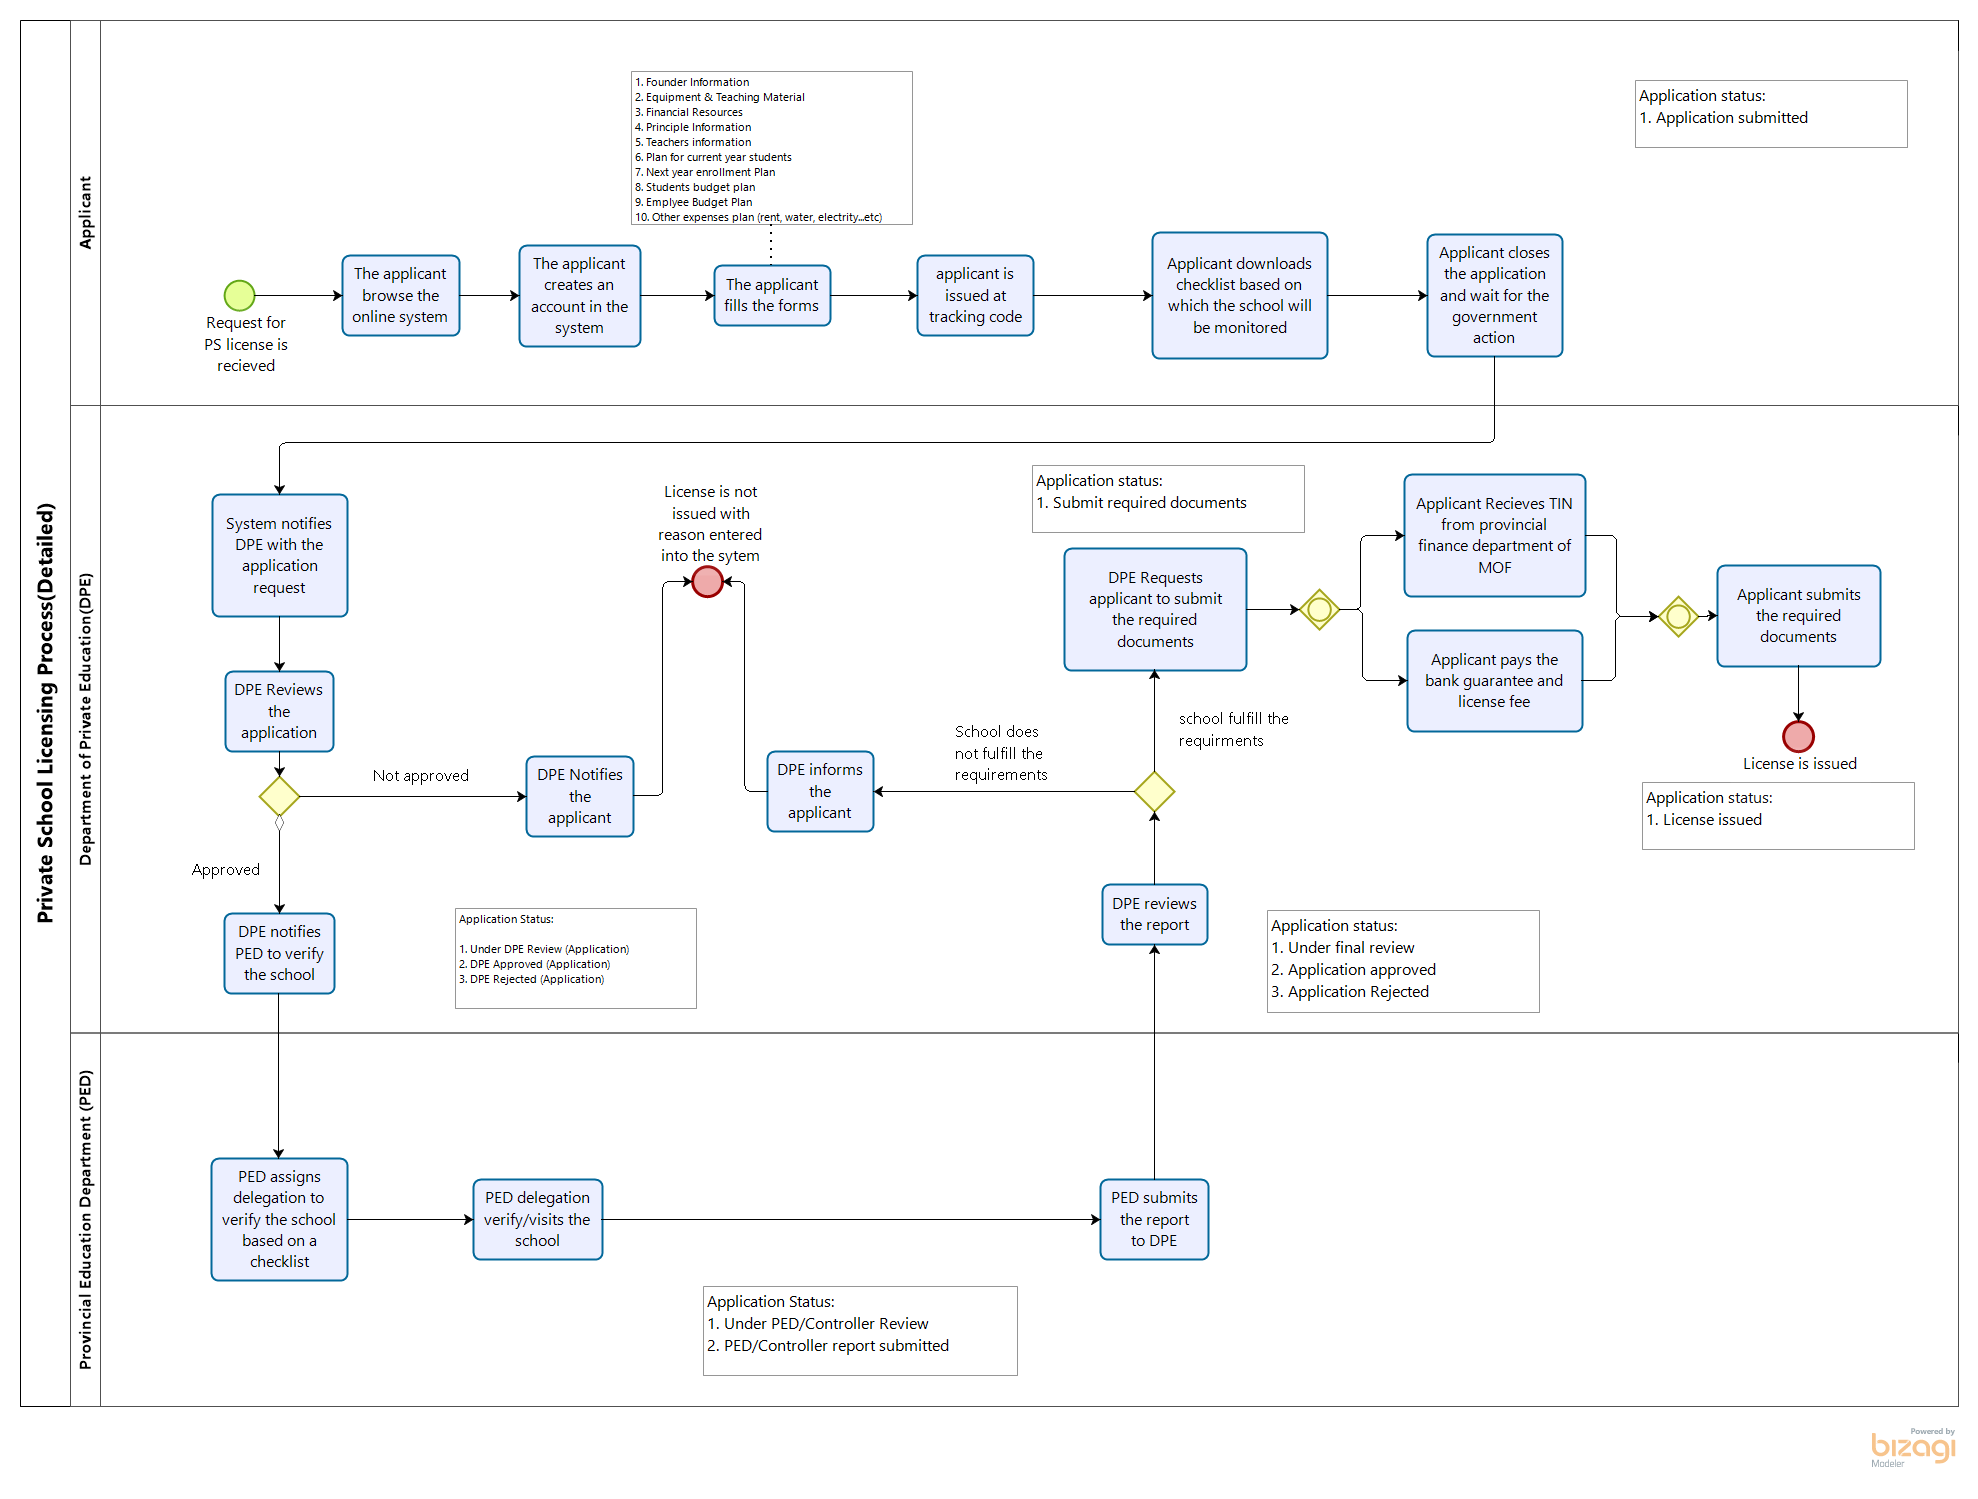 Private School Licensing Process(Detailed)
Applicant
1. Founder Information
2. Equipment & Teaching Material
3. Financial Resources
4. Principle Information
5. Teachers information
6. Plan for current year students
7. Next year enrollment Plan
8. Students budget plan
9. Emplyee Budget Plan
10. Other expenses plan (rent, water, electrity...etc)
Application status:
1. Application submitted
Request for
PS license is
recieved
The applicant
browse the
online system
The applicant
creates an
account in the
system
The applicant
fills the forms
applicant is
issued at
tracking code
Applicant downloads
checklist based on
which the school will
be monitored
Applicant closes
the application
and wait for the
government
action
Department of Private Education(DPE)
System notifies
DPE with the
application
request
DPE Reviews
the
application
Not approved
Approved
DPE Notifies
the
applicant
License is not
issued with
reason entered
into the sytem
DPE informs
the
applicant
School does
not fulfill the
requirements
school fulfill the
requirments
Application status:
1. Submit required documents
DPE Requests
applicant to submit
the required
documents
Applicant Recieves TIN
from provincial
finance department of
MOF
Applicant pays the
bank guarantee and
license fee
Applicant submits
the required
documents
License is issued
Application status:
1. License issued
DPE notifies
PED to verify
the school
Application Status:
1. Under DPE Review (Application)
2. DPE Approved (Application)
3. DPE Rejected (Application)
DPE reviews
the report
Application status:
1. Under final review
2. Application approved
3. Application Rejected
Provincial Education Department (PED)
PED assigns
delegation to
verify the school
based on a
checklist
PED delegation
verify/visits the
school
PED submits
the report
to DPE
Application Status:
1. Under PED/Controller Review
2. PED/Controller report submitted
Powered by
bizagi
Modeler